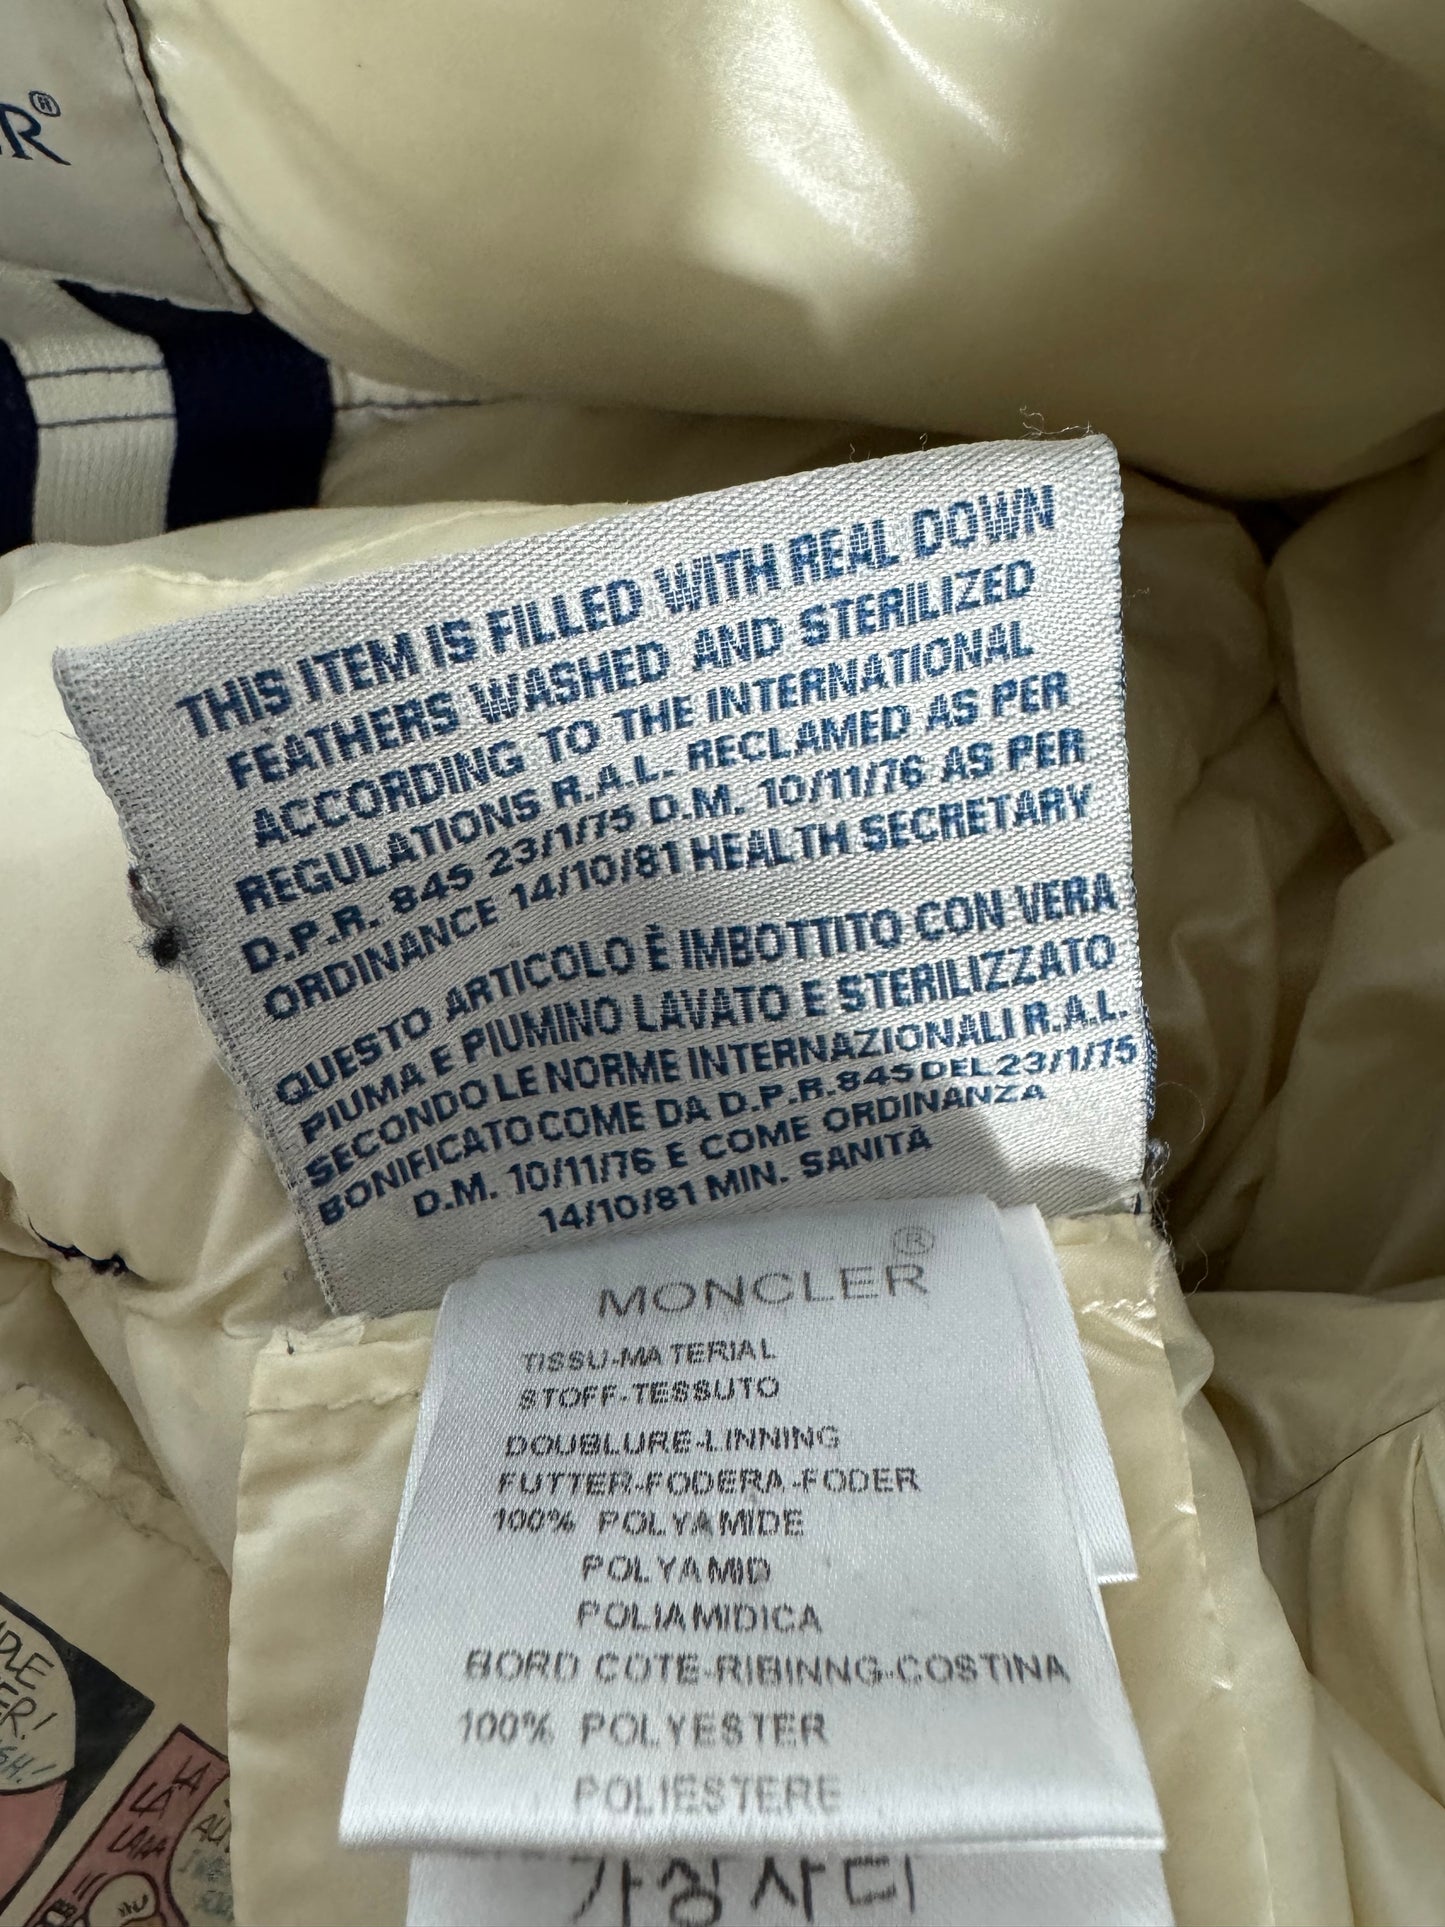 ER®
THIS ITEM IS FILLED WITH REAL DOWN
FEATHERS WASHED AND STERILIZED
ACCORDING TO THE INTERNATIONAL
REGULATIONS R.A.L. RECLAMED AS PER
D.P.R. 845 23/1/75 D.M. 10/11/76 AS PER
ORDINANCE 14/10/81 HEALTH SECRETARY
QUESTO ARTICOLO È IMBOTTITO CON VERA
PIUMA E PIUMINO LAVATO E STERILIZZATO
SECONDO LE NORME INTERNAZIONALI R.A.L.
BONIFICATO COME DA D.P.R. 845 DEL 23/1/75
D.M. 10/11/76 E COME ORDINANZA
14/10/81 MIN. SANITÀ
MONCLER®
TISSU-MATERIAL
STOFF-TESSUTO
DOUBLURE-LINNING
FUTTER-FODERA-FODER
100% POLYAMIDE
POLYAMID
POLIAMIDICA
BORD COTE-RIBINNG-COSTINA
100% POLYESTER
POLIESTERE
LA
LA
LAAA